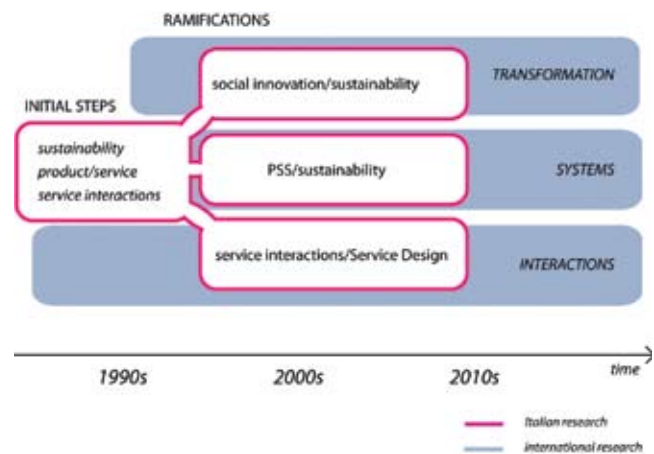 RAMIFICATIONS
social innovation/sustainability
TRANSFORMATION
INITIAL STEPS
sustainability
product/service
service interactions
PSS/sustainability
SYSTEMS
service interactions/Service Design
INTERACTIONS
1990s
2000s
2010s
time
Italian research
international research